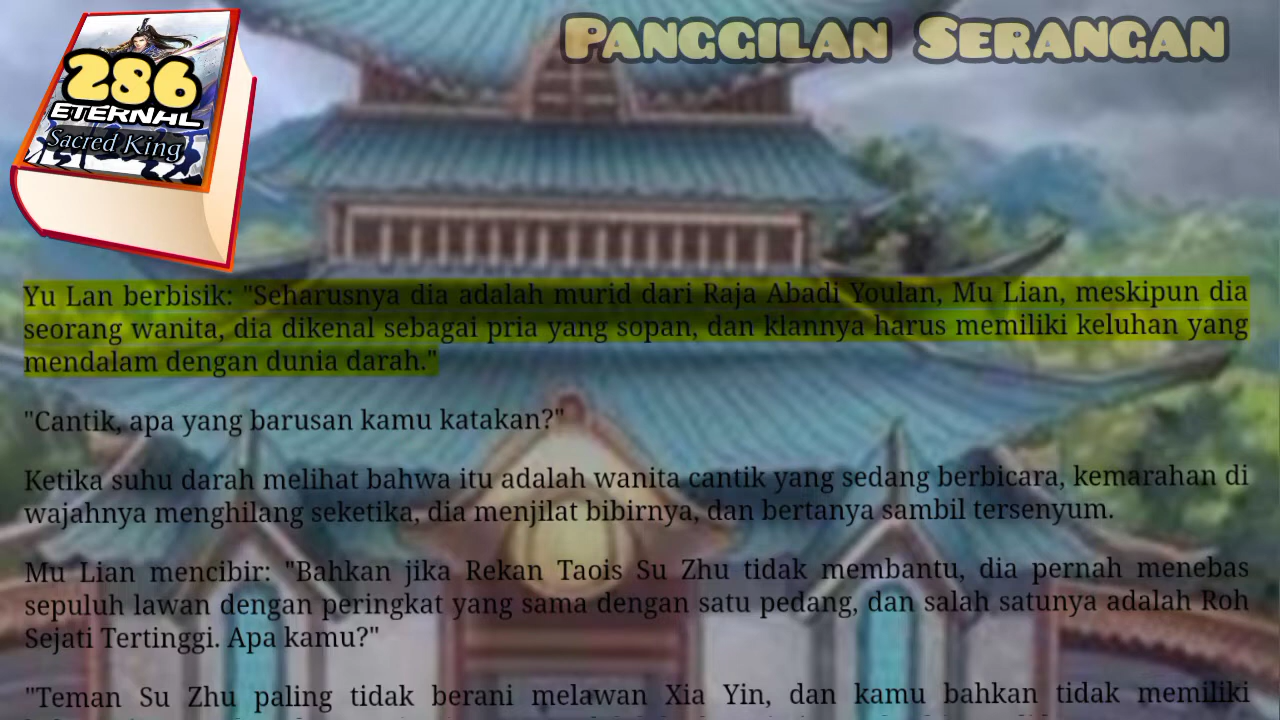 Panggilan Serangan
286
ETERNAL
Sacred King
Yu Lan berbisik: "Seharusnya dia adalah murid dari Raja Abadi Youlan, Mu Lian, meskipun dia
seorang wanita, dia dikenal sebagai pria yang sopan, dan klannya harus memiliki keluhan yang
mendalam dengan dunia darah."
"Cantik, apa yang barusan kamu katakan?"
Ketika suhu darah melihat bahwa itu adalah wanita cantik yang sedang berbicara, kemarahan di
wajahnya menghilang seketika, dia menjilat bibirnya, dan bertanya sambil tersenyum.
Mu Lian mencibir: "Bahkan jika Rekan Taois Su Zhu tidak membantu, dia pernah menebas
sepuluh lawan dengan peringkat yang sama dengan satu pedang, dan salah satunya adalah Roh
Sejati Tertinggi. Apa kamu?"
"Teman Su Zhu paling tidak berani melawan Xia Yin, dan kamu bahkan tidak memiliki